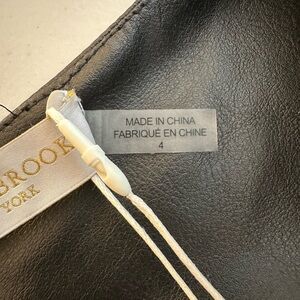 MADE IN CHINA
FABRIQUÉ EN CHINE
4
BROOK
YORK